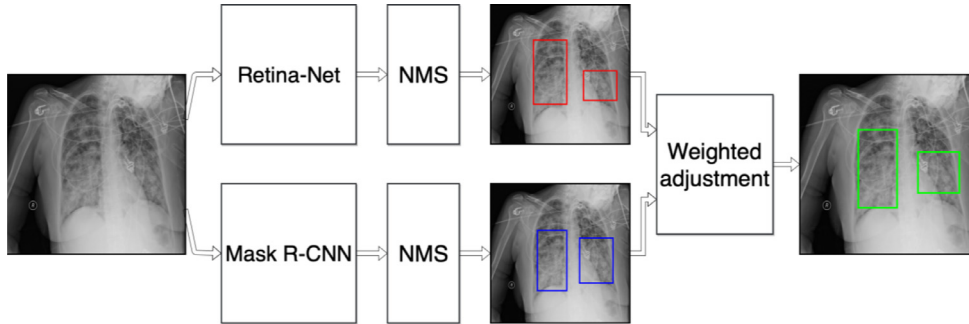 Retina-Net
NMS
Weighted
adjustment
Mask R-CNN
NMS